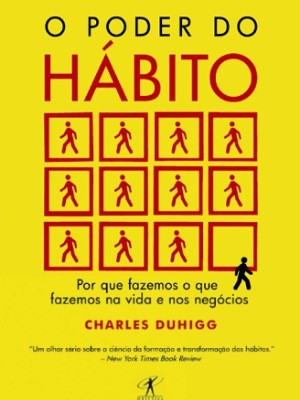 O PODER DO
HÁBITO
Por que fazemos o que
fazemos na vida e nos negócios
CHARLES DUHIGG
"Um olhar sério sobre a ciência da formação e transformação dos hábitos."
– New York Times Book Review